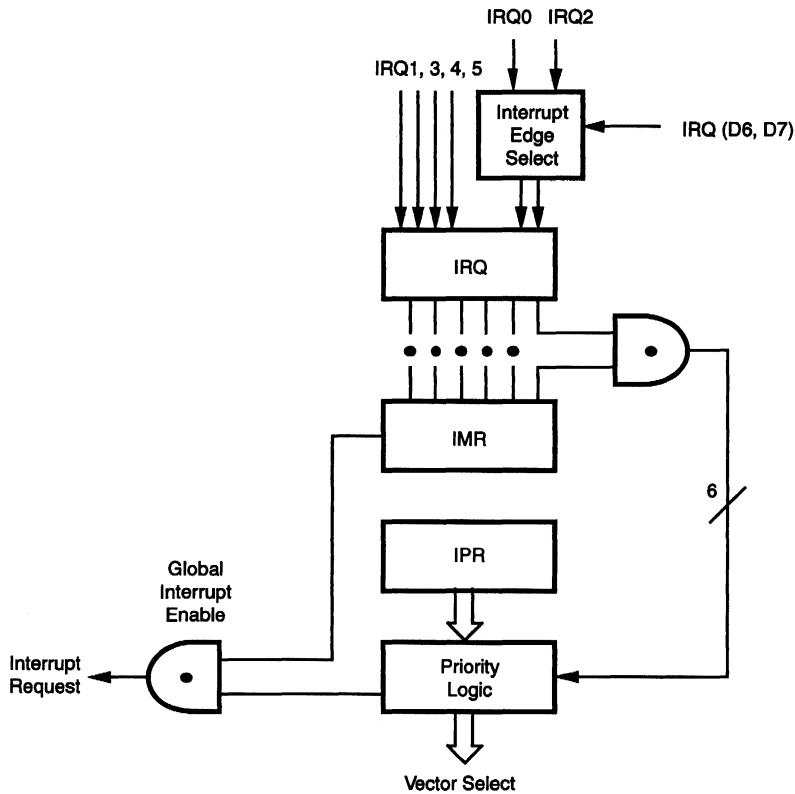 IRQ0 IRQ2
IRQ1, 3, 4, 5
Interrupt
Edge
Select
IRQ (D6, D7)
IRQ
IMR
6
IPR
Global
Interrupt
Enable
Interrupt
Request
Priority
Logic
Vector Select